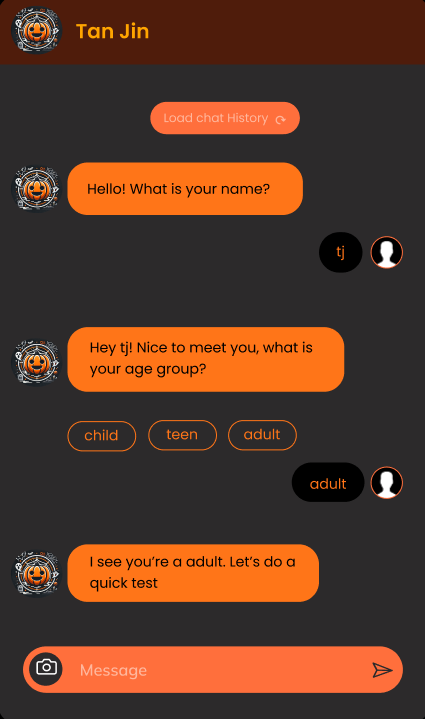 Tan Jin
Load chat History
Hello! What is your name?
tj
Hey tj! Nice to meet you, what is
your age group?
child teen adult
adult
I see you’re a adult. Let’s do a
quick test
Message